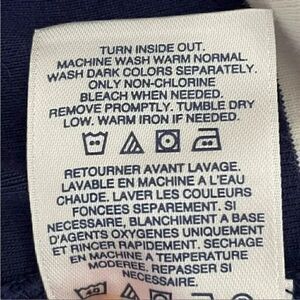 TURN INSIDE OUT.
MACHINE WASH WARM NORMAL.
WASH DARK COLORS SEPARATELY.
ONLY NON-CHLORINE
BLEACH WHEN NEEDED.
REMOVE PROMPTLY. TUMBLE DRY
LOW. WARM IRON IF NEEDED.
RETOURNER AVANT LAVAGE.
LAVABLE EN MACHINE A L'EAU
CHAUDE. LAVER LES COULEURS
FONCEES SEPAREMENT. SI
NECESSAIRE, BLANCHIMENT A BASE
D'AGENTS OXYGENES UNIQUEMENT
ET RINCER RAPIDEMENT. SECHAGE
EN MACHINE A TEMPERATURE
MODEREE. REPASSER SI
NECESSAIRE.
40